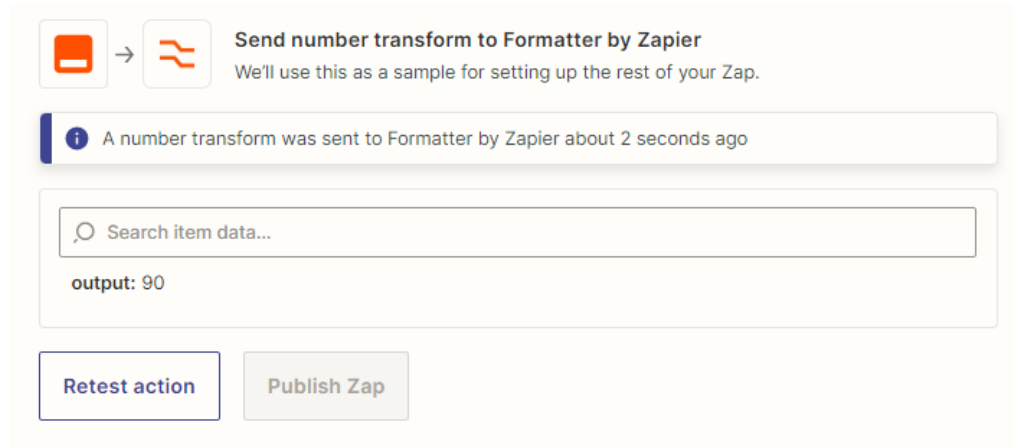 Send number transform to Formatter by Zapier
We'll use this as a sample for setting up the rest of your Zap.
A number transform was sent to Formatter by Zapier about 2 seconds ago
Search item data...
output: 90
Retest action
Publish Zap